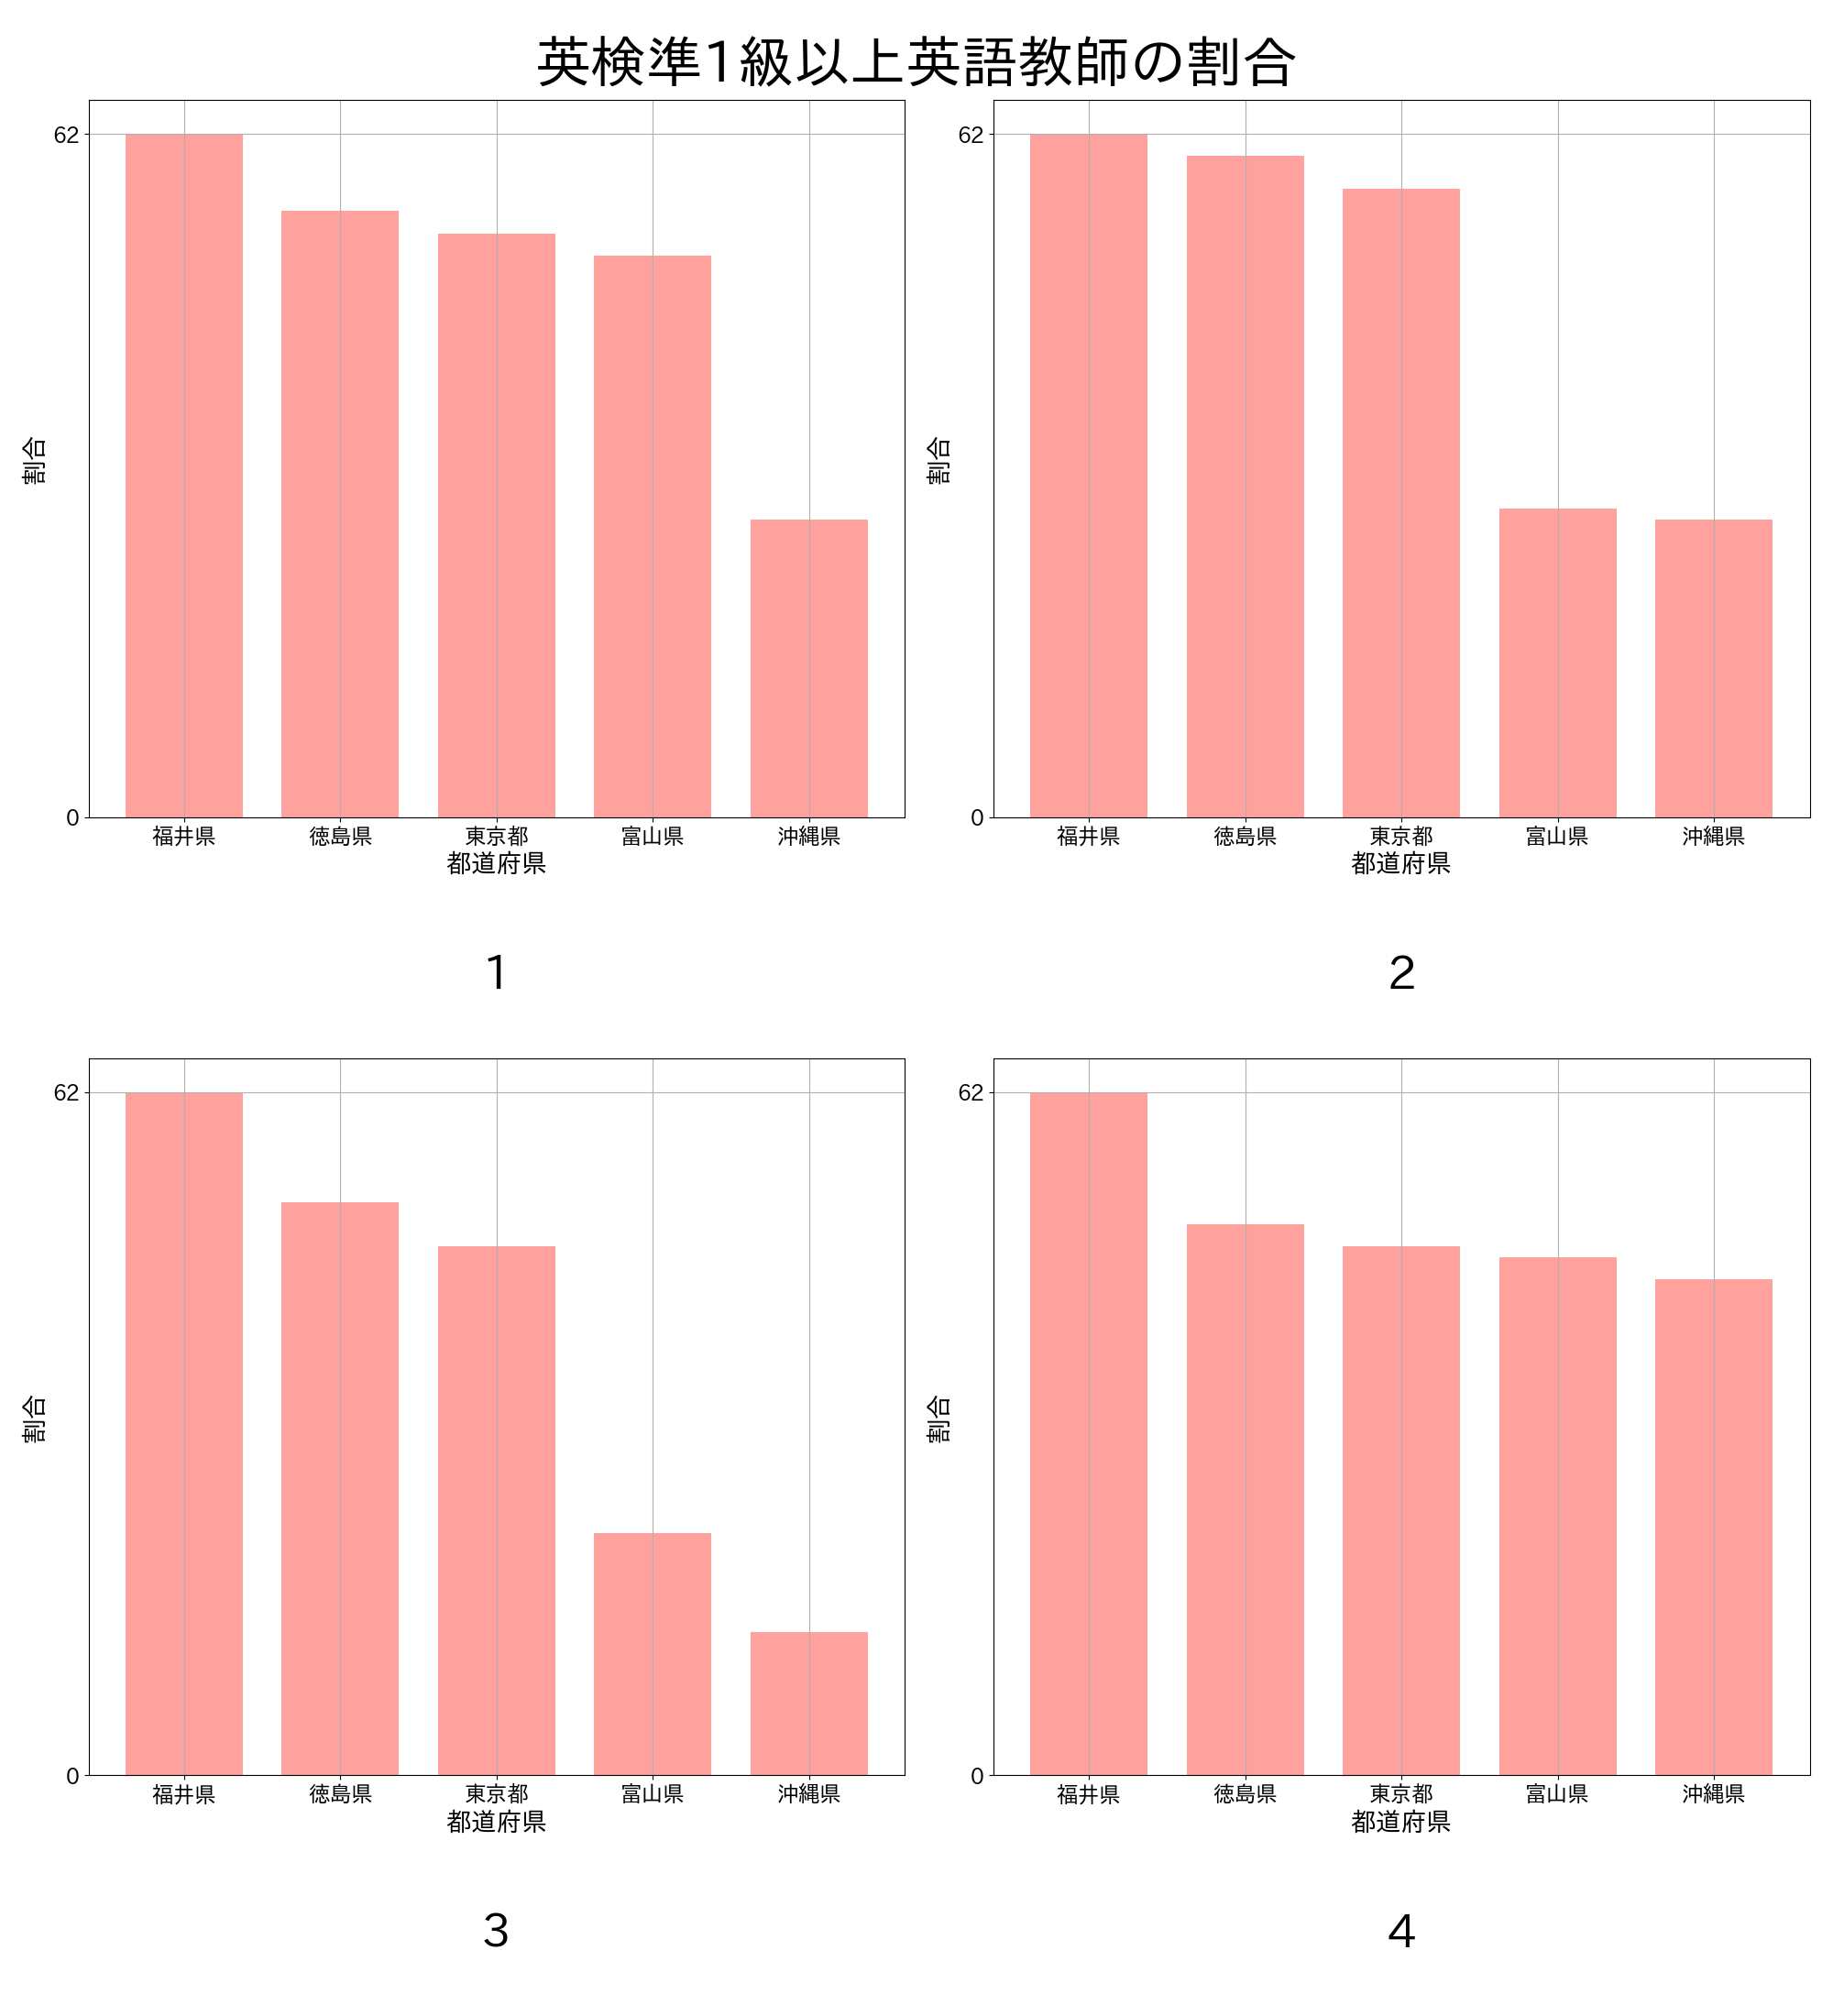 英検準1級以上英語教師の割合
62
割合
0
福井県 徳島県 東京都 富山県 沖縄県
都道府県
1
62
割合
0
福井県 徳島県 東京都 富山県 沖縄県
都道府県
2
62
割合
0
福井県 徳島県 東京都 富山県 沖縄県
都道府県
3
62
割合
0
福井県 徳島県 東京都 富山県 沖縄県
都道府県
4